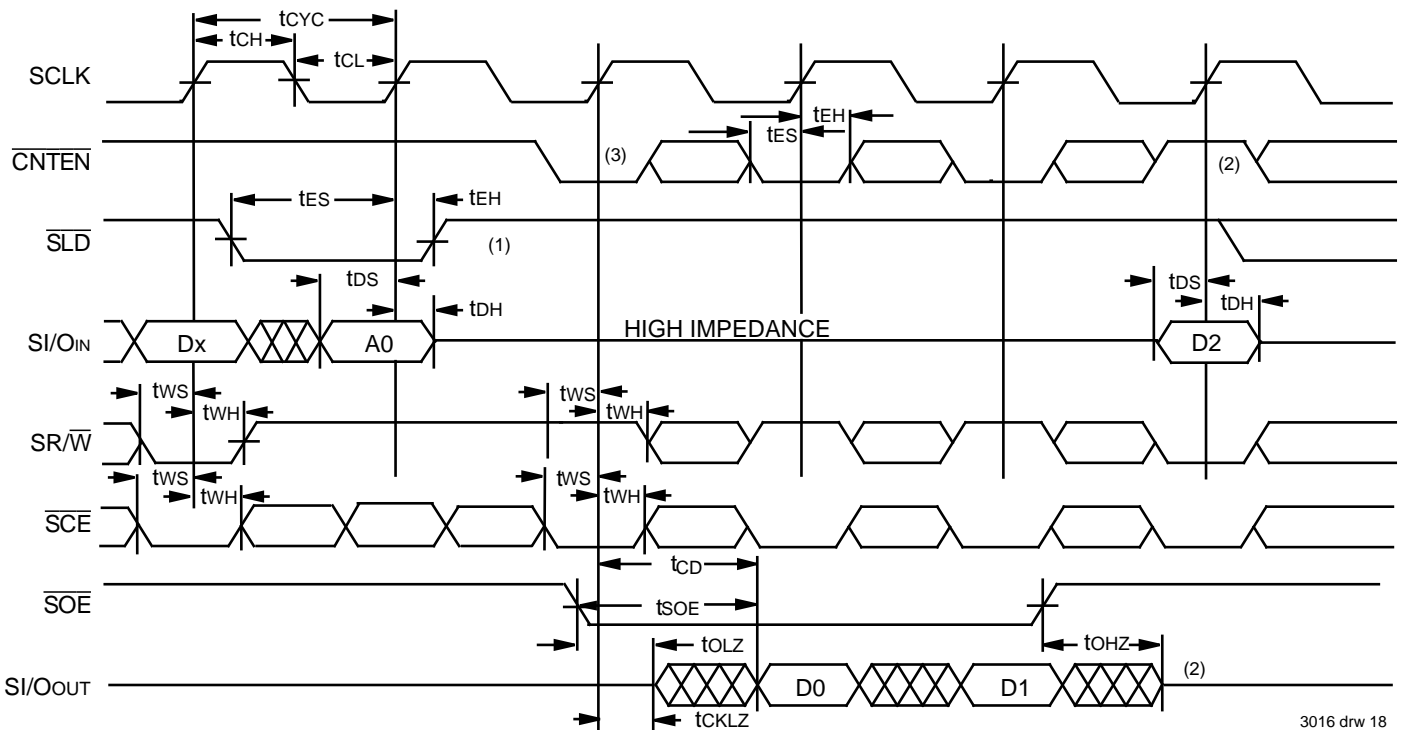 tCYC
tCH
tCL
SCLK
tEH
tES
CNTEN
(3)
(2)
tES
tEH
SLD
(1)
tDS
tDS
tDH
tDH
HIGH IMPEDANCE
SI/OIN
Dx
A0
D2
tWS
tWS
tWH
tWH
SR/W
tWS
tWS
tWH
tWH
SCE
tCD
SOE
tSOE
tOLZ
tOHZ
(2)
SI/OOUT
D0
D1
tCKLZ
3016 drw 18